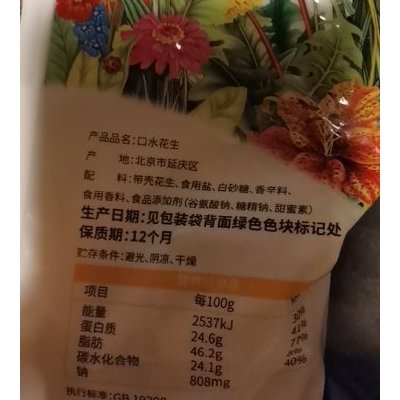 产品品名：口水花生
产 地：北京市延庆区
配 料：带壳花生、食用盐、白砂糖、香辛料、
食用香料、食品添加剂（谷氨酸钠、糖精钠、甜蜜素）
生产日期：见包装袋背面绿色色块标记处
保质期：12个月
贮存条件：避光、阴凉、干燥
项目 每100g
能量 2537kJ 30%
蛋白质 24.6g 41%
脂肪 46.2g 77%
碳水化合物 24.1g 8%
钠 808mg 40%
执行标准：GB